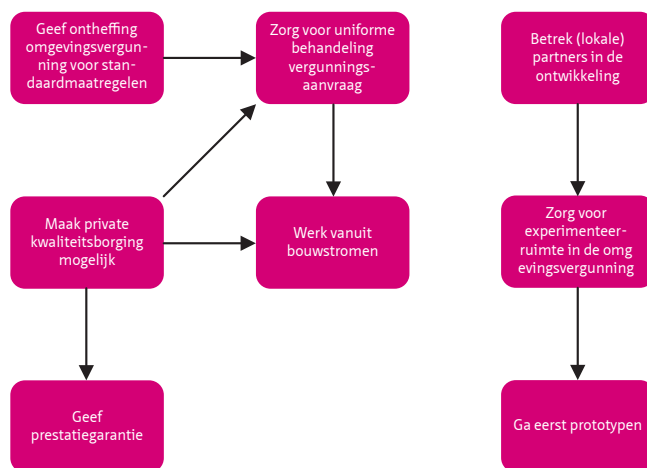 Geef ontheffing
omgevingsvergun-
ning voor stan-
daardmaatregelen
Zorg voor uniforme
behandeling
vergunnings-
aanvraag
Betrek (lokale)
partners in de
ontwikkeling
Maak private
kwaliteitsborging
mogelijk
Werk vanuit
bouwstromen
Zorg voor
experimenteer-
ruimte in de omg
evingsvergunning
Geef
prestatiegarantie
Ga eerst prototypen